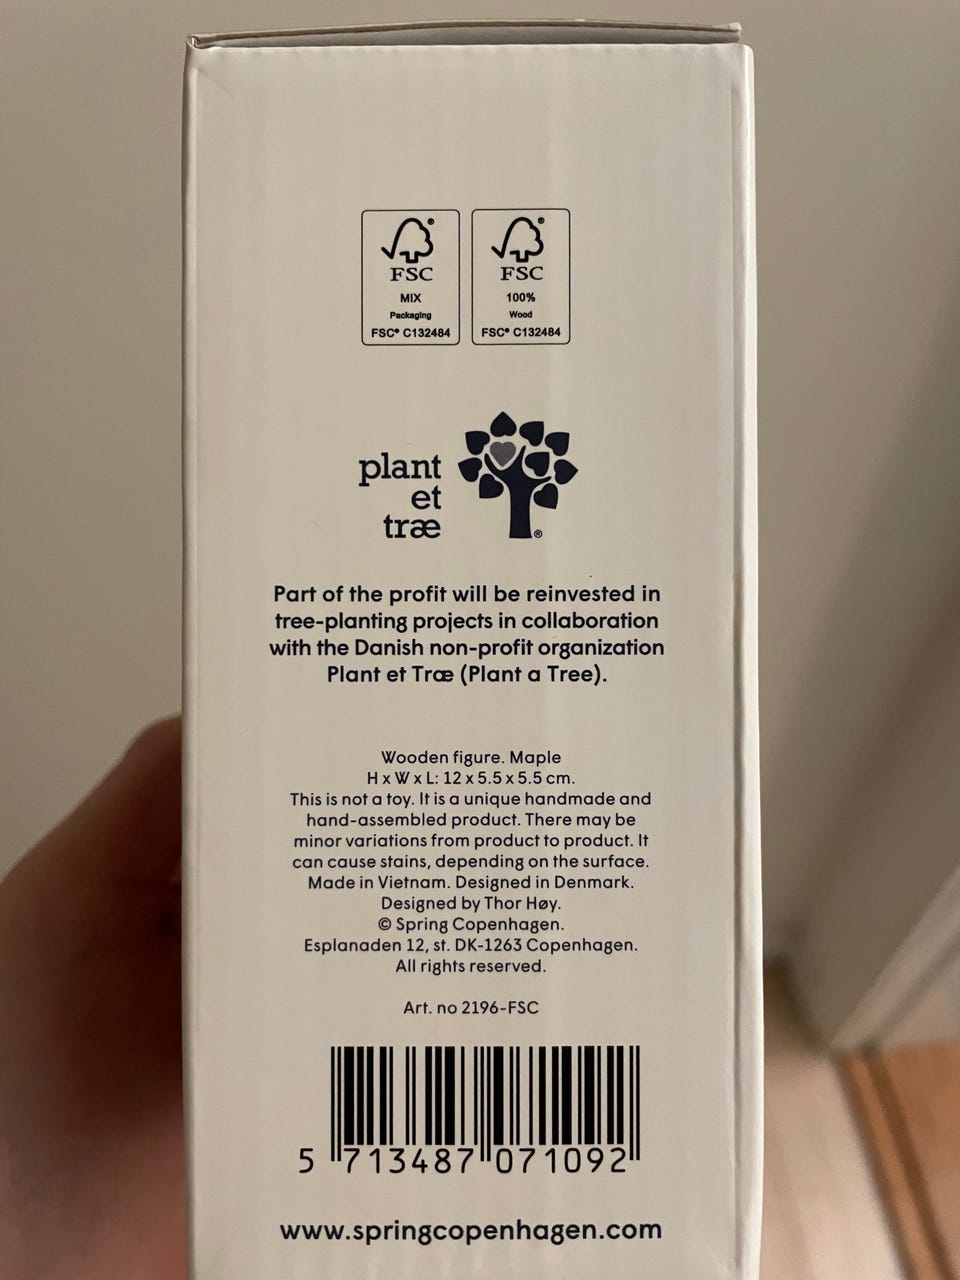 FSC®
MIX
Packaging
FSC® C132484
FSC®
100%
Wood
FSC® C132484
plant
et
træ
®
Part of the profit will be reinvested in
tree-planting projects in collaboration
with the Danish non-profit organization
Plant et Træ (Plant a Tree).
Wooden figure. Maple
H x W x L: 12 x 5.5 x 5.5 cm.
This is not a toy. It is a unique handmade and
hand-assembled product. There may be
minor variations from product to product. It
can cause stains, depending on the surface.
Made in Vietnam. Designed in Denmark.
Designed by Thor Høy.
© Spring Copenhagen.
Esplanaden 12, st. DK-1263 Copenhagen.
All rights reserved.
Art. no 2196-FSC
5 713487 071092
www.springcopenhagen.com